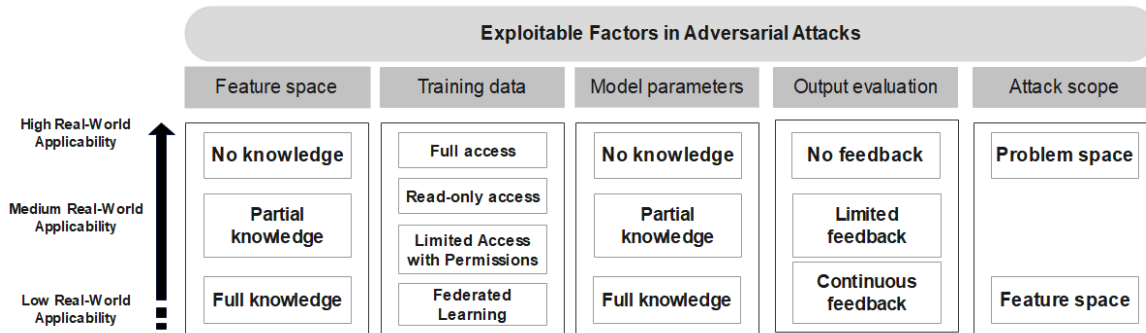 Exploitable Factors in Adversarial Attacks
Feature space
Training data
Model parameters
Output evaluation
Attack scope
High Real-World
Applicability
Medium Real-World
Applicability
Low Real-World
Applicability
No knowledge
Partial
knowledge
Full knowledge
Full access
Read-only access
Limited Access
with Permissions
Federated
Learning
No knowledge
Partial
knowledge
Full knowledge
No feedback
Limited
feedback
Continuous
feedback
Problem space
Feature space